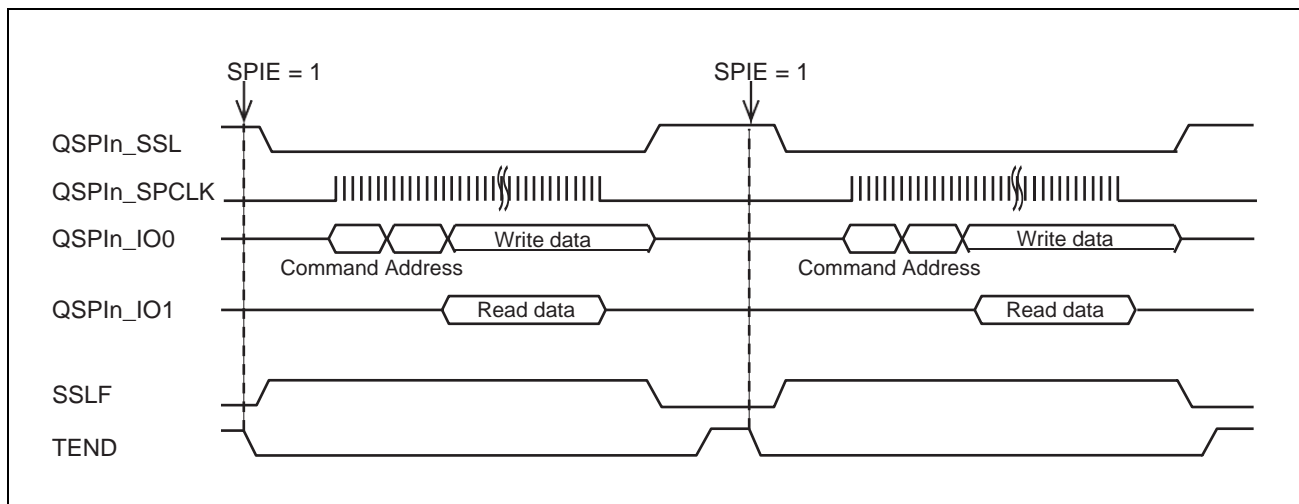 SPIE = 1 SPIE = 1
QSPIn_SSL
QSPIn_SPCLK
QSPIn_IO0 Write data Write data
Command Address Command Address
QSPIn_IO1 Read data Read data
SSLF
TEND